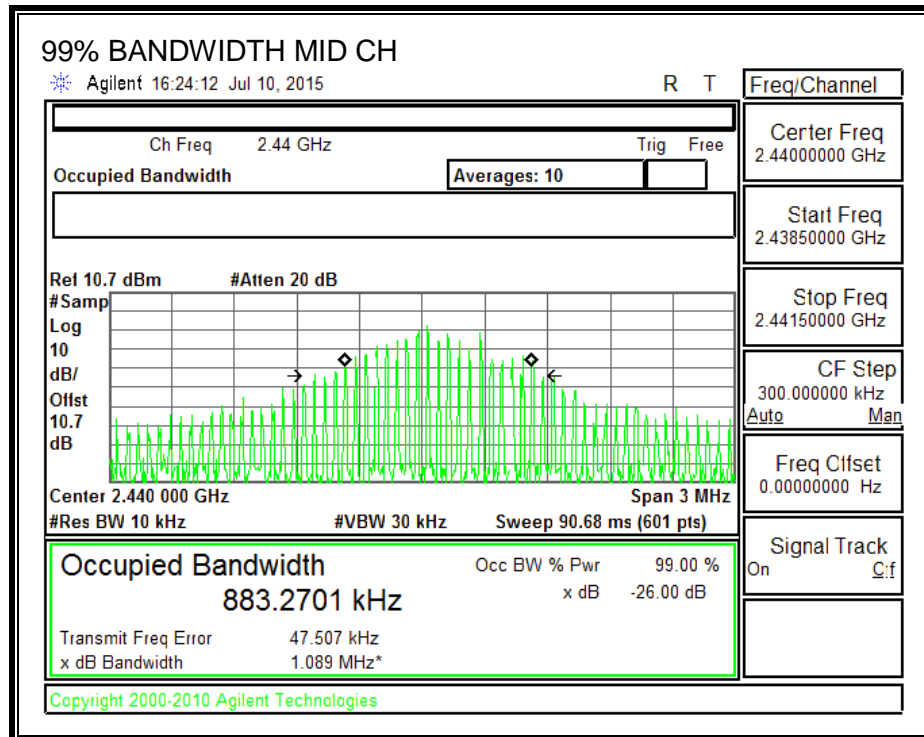 99% BANDWIDTH MID CH
Agilent 16:24:12 Jul 10, 2015 R T
Freq/Channel
Ch Freq 2.44 GHz Trig Free
Occupied Bandwidth Averages: 10
Center Freq
2.44000000 GHz
Start Freq
2.43850000 GHz
Stop Freq
2.44150000 GHz
CF Step
300.000000 kHz
Auto Man
Freq Offset
0.00000000 Hz
Signal Track
On Off
Ref 10.7 dBm #Atten 20 dB
#Samp
Log
10
dB/
Offst
10.7
dB
Center 2.440 000 GHz Span 3 MHz
#Res BW 10 kHz #VBW 30 kHz Sweep 90.68 ms (601 pts)
Occupied Bandwidth
883.2701 kHz
Occ BW % Pwr 99.00 %
x dB -26.00 dB
Transmit Freq Error 47.507 kHz
x dB Bandwidth 1.089 MHz*
Copyright 2000-2010 Agilent Technologies